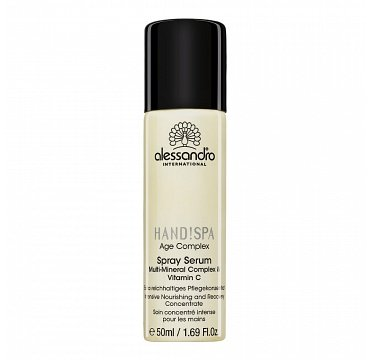 alessandro
INTERNATIONAL
HAND!SPA
Age Complex
Spray Serum
Multi-Mineral Complex &
Vitamin C
reichhaltiges Pflegekonzentrat
Intensive Nourishing and Recovery
Concentrate
Soin concentré intense
pour les mains
℮50ml / 1.69 Fl.Oz